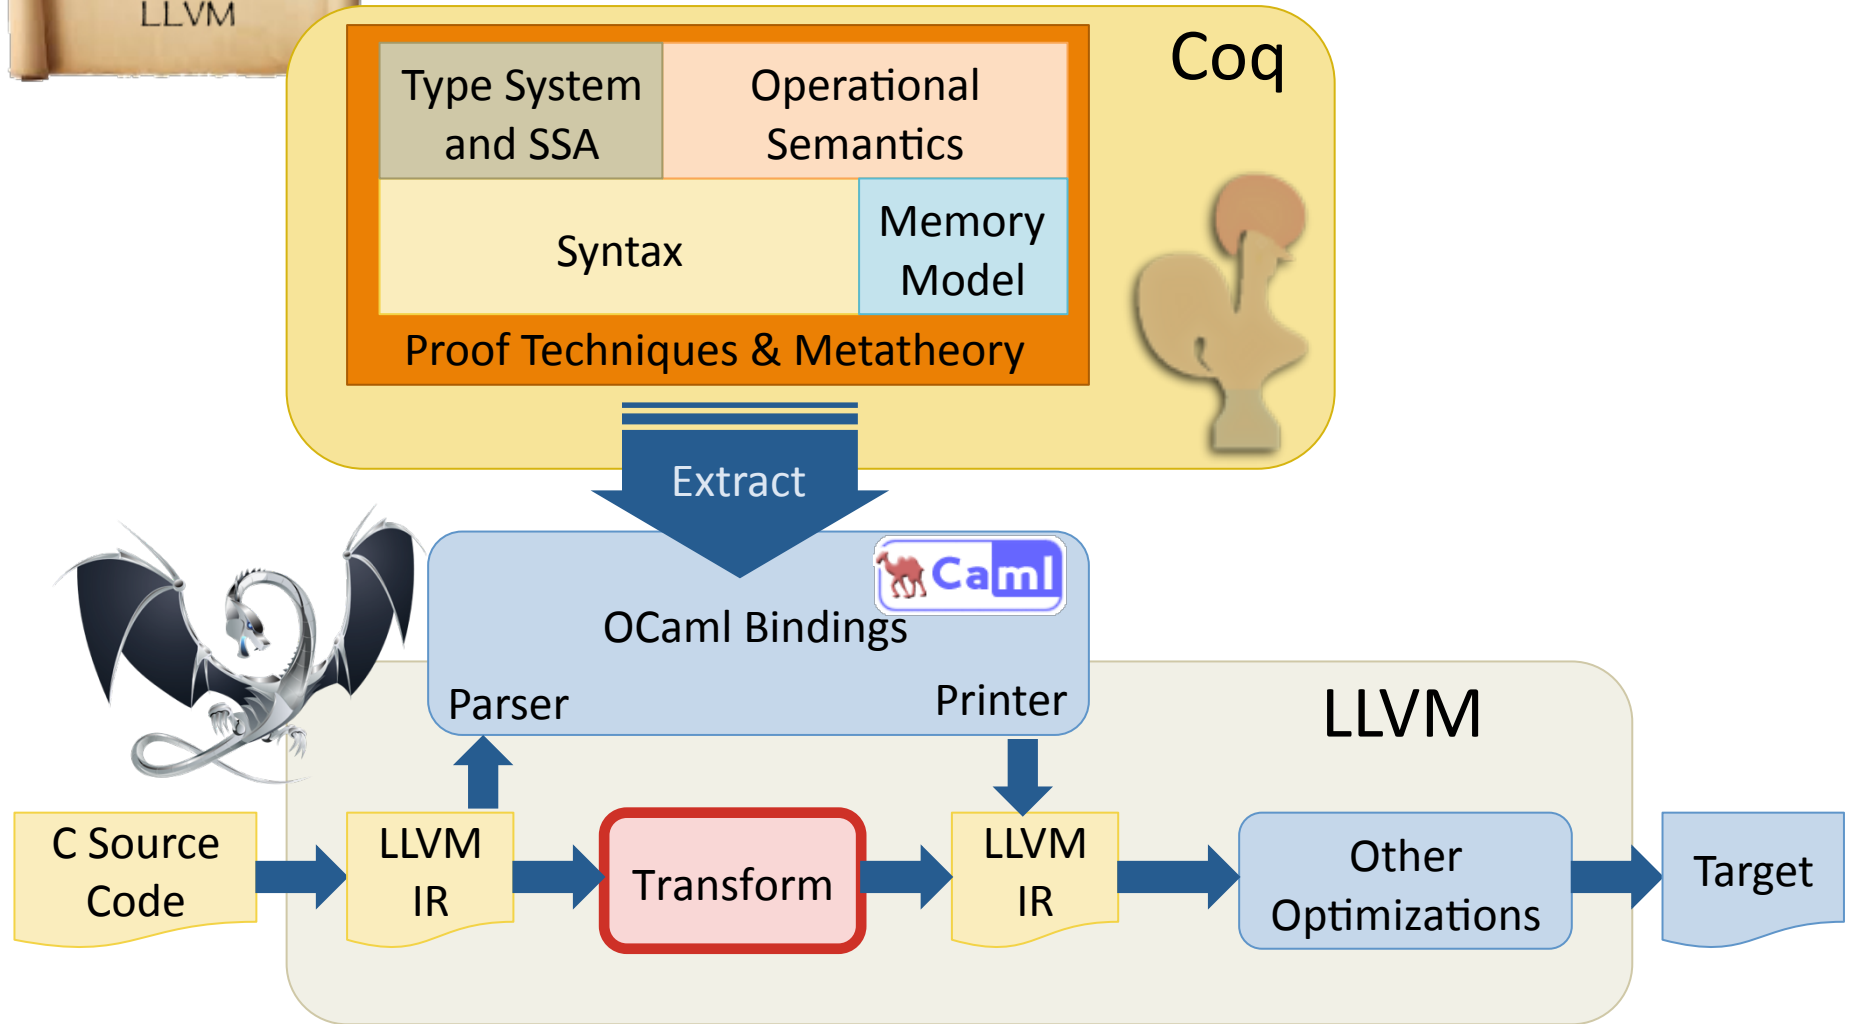 LLVM
Coq
Type System
and SSA
Operational
Semantics
Syntax
Memory
Model
Proof Techniques & Metatheory
Extract
Caml
OCaml Bindings
Parser
Printer
LLVM
C Source
Code
LLVM
IR
Transform
LLVM
IR
Other
Optimizations
Target